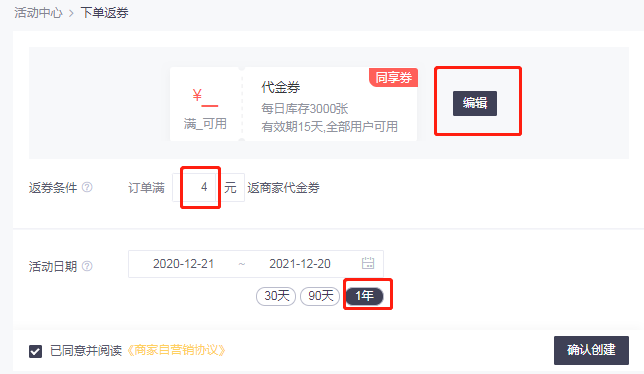 活动中心 > 下单返券
同享券
¥__
满_可用
代金券
每日库存3000张
有效期15天,全部用户可用
编辑
返券条件 ? 订单满 4 元 返商家代金券
活动日期 ? 2020-12-21 ~ 2021-12-20
30天 90天 1年
已同意并阅读《商家自营销协议》
确认创建